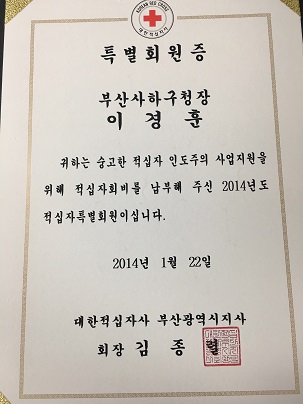 KOREAN RED CROSS
대한적십자사
특별회원증
부산사하구청장
이 경 훈
귀하는 숭고한 적십자 인도주의 사업지원을
위해 적십자회비를 납부해 주신 2014년도
적십자특별회원이십니다.
2014년 1월 22일
대한적십자사 부산광역시지사
회장 김 종 렬